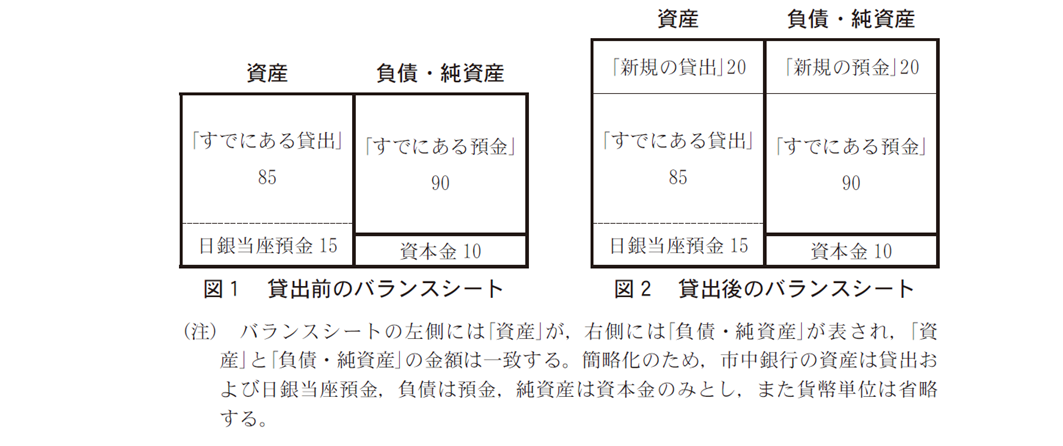 資産 負債・純資産
「すでにある貸出」
85
「すでにある預金」
90
日銀当座預金 15
資本金 10
図1 貸出前のバランスシート
資産 負債・純資産
「新規の貸出」20
「新規の預金」20
「すでにある貸出」
85
「すでにある預金」
90
日銀当座預金 15
資本金 10
図2 貸出後のバランスシート
(注) バランスシートの左側には「資産」が，右側には「負債・純資産」が表され，「資
産」と「負債・純資産」の金額は一致する。簡略化のため，市中銀行の資産は貸出お
よび日銀当座預金，負債は預金，純資産は資本金のみとし，また貨幣単位は省略
する。